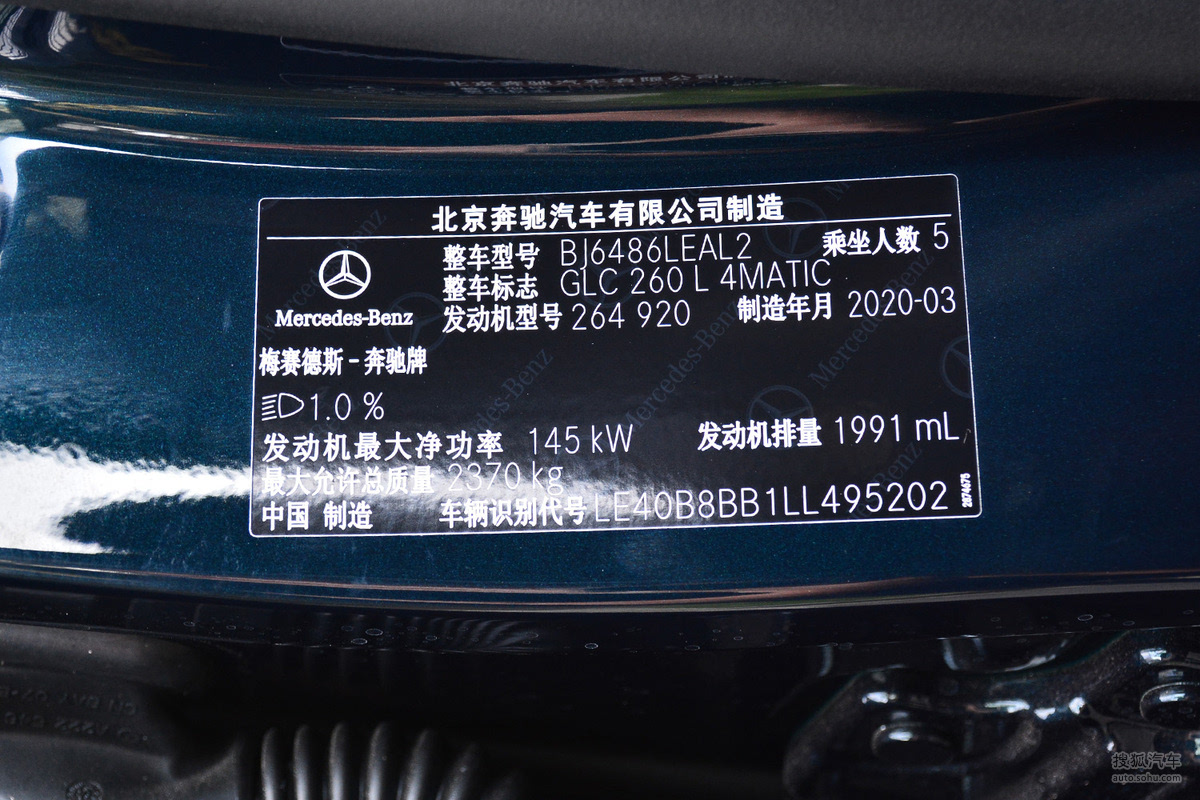 北京奔驰汽车有限公司制造
整车型号 BJ6486LEAL2 乘坐人数 5
整车标志 GLC 260 L 4MATIC
Mercedes-Benz 发动机型号 264 920 制造年月 2020-03
梅赛德斯－奔驰牌
1.0 %
发动机最大净功率 145 kW 发动机排量 1991 mL
最大允许总质量 2370 kg
中国 制造 车辆识别代号 LE40B8BB1LL495202
搜狐汽车
auto.sohu.com